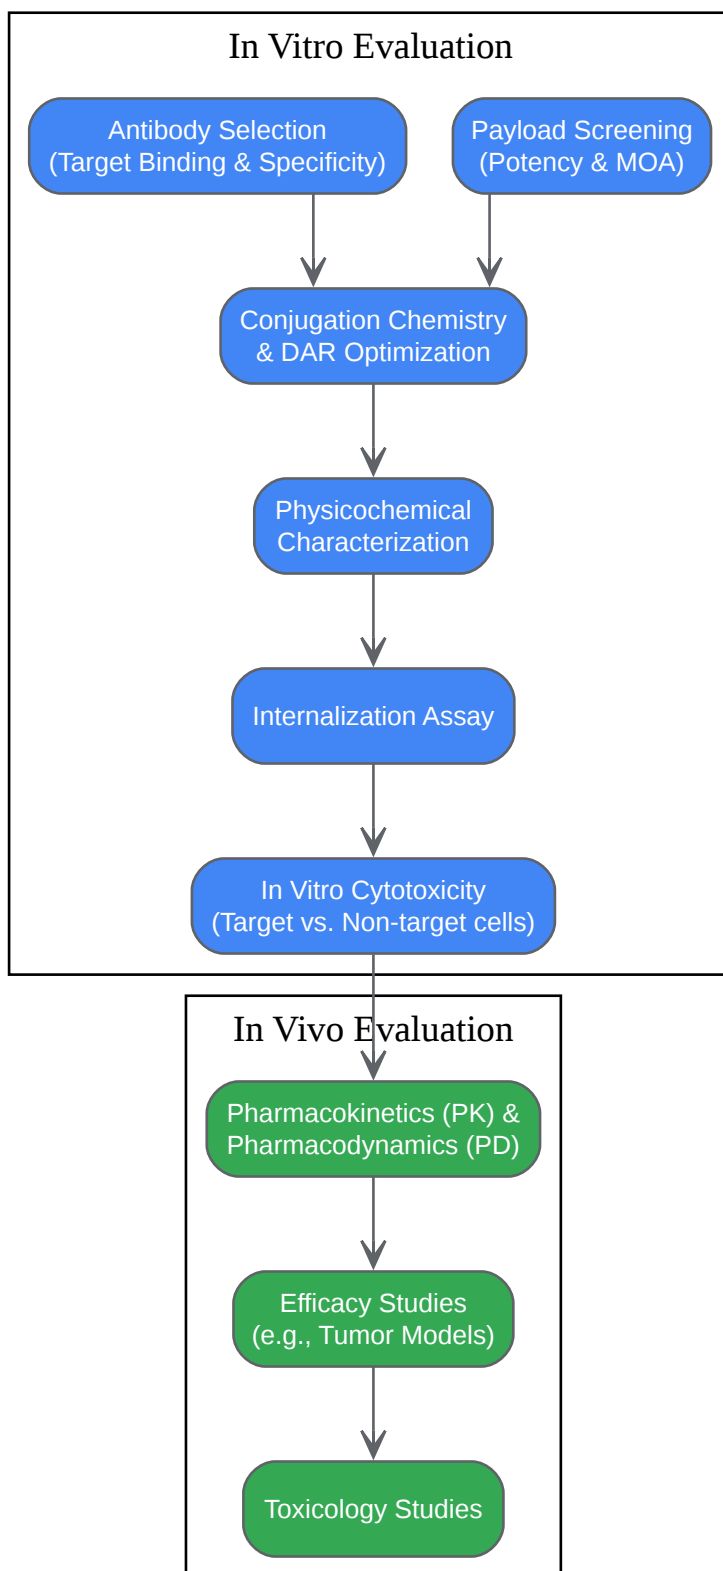 In Vitro Evaluation
Antibody Selection
(Target Binding & Specificity)
Payload Screening
(Potency & MOA)
Conjugation Chemistry
& DAR Optimization
Physicochemical
Characterization
Internalization Assay
In Vitro Cytotoxicity
(Target vs. Non-target cells)
In Vivo Evaluation
Pharmacokinetics (PK) &
Pharmacodynamics (PD)
Efficacy Studies
(e.g., Tumor Models)
Toxicology Studies